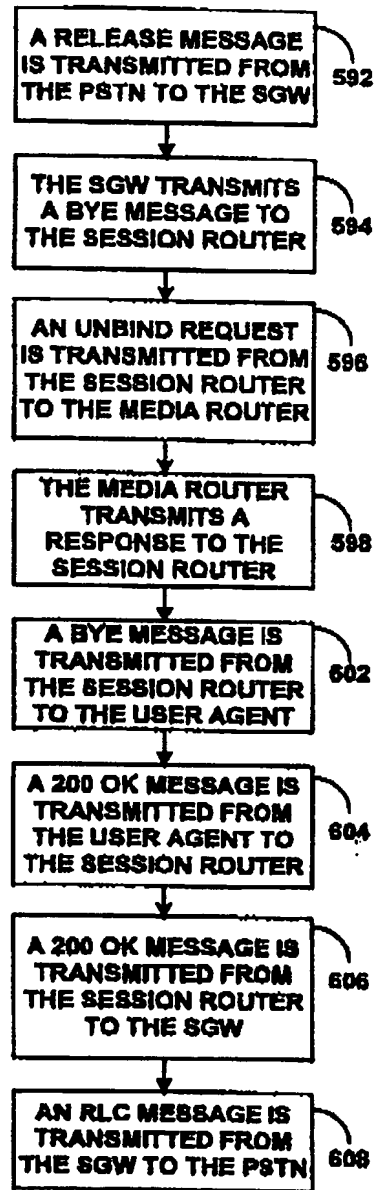 A RELEASE MESSAGE
IS TRANSMITTED FROM
THE PSTN TO THE SGW
592
THE SGW TRANSMITS
A BYE MESSAGE TO
THE SESSION ROUTER
594
AN UNBIND REQUEST
IS TRANSMITTED FROM
THE SESSION ROUTER
TO THE MEDIA ROUTER
596
THE MEDIA ROUTER
TRANSMITS A
RESPONSE TO THE
SESSION ROUTER
598
A BYE MESSAGE IS
TRANSMITTED FROM
THE SESSION ROUTER
TO THE USER AGENT
602
A 200 OK MESSAGE IS
TRANSMITTED FROM
THE USER AGENT TO
THE SESSION ROUTER
604
A 200 OK MESSAGE IS
TRANSMITTED FROM
THE SESSION ROUTER
TO THE SGW
606
AN RLC MESSAGE IS
TRANSMITTED FROM
THE SGW TO THE PSTN
608